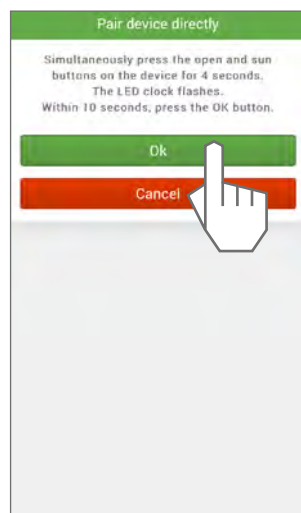 Pair device directly
Simultaneously press the open and sun
buttons on the device for 4 seconds.
The LED clock flashes.
Within 10 seconds, press the OK button.
Ok
Cancel